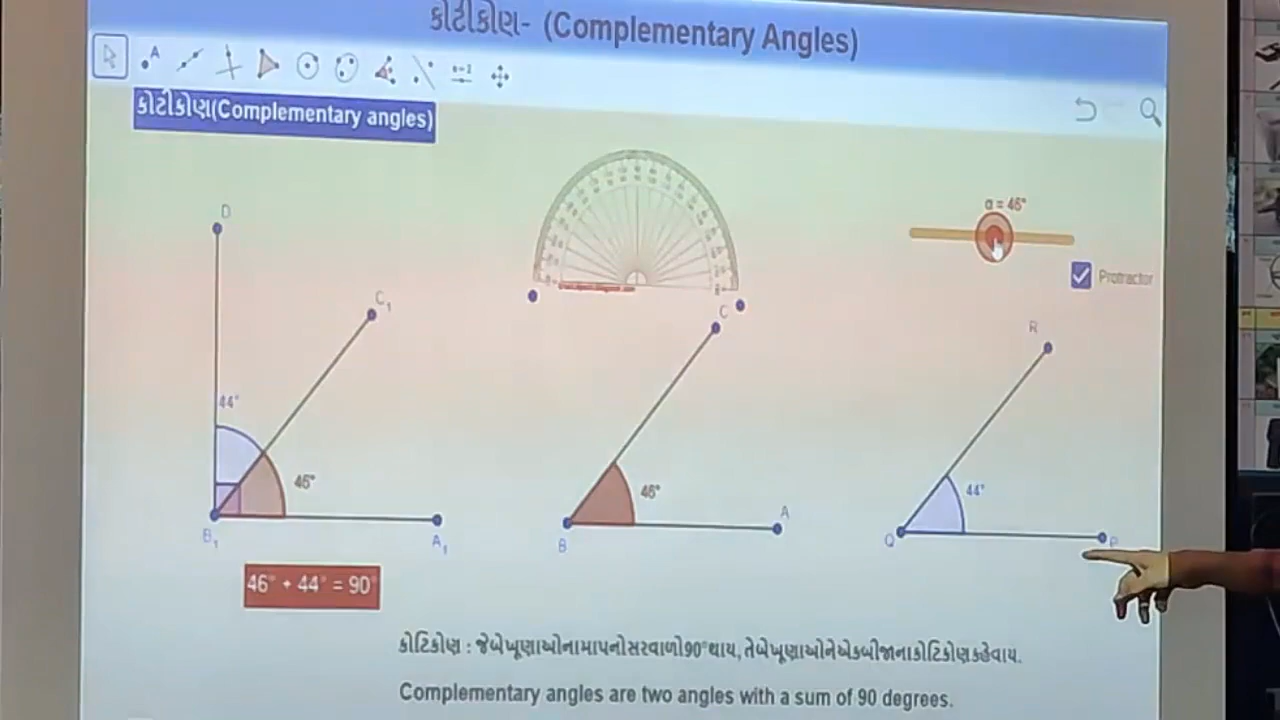 કોટીકોણ- (Complementary Angles)
A
a=2
કોટીકોણ(Complementary angles)
α = 46°
Protractor
D
C₁
C
R
44°
46°
46°
44°
B₁
A₁
B
A
Q
P
46° + 44° = 90°
કોટિકોણ : જે બે ખૂણાઓના માપનો સરવાળો 90° થાય, તે બે ખૂણાઓને એકબીજાના કોટિકોણ કહેવાય.
Complementary angles are two angles with a sum of 90 degrees.